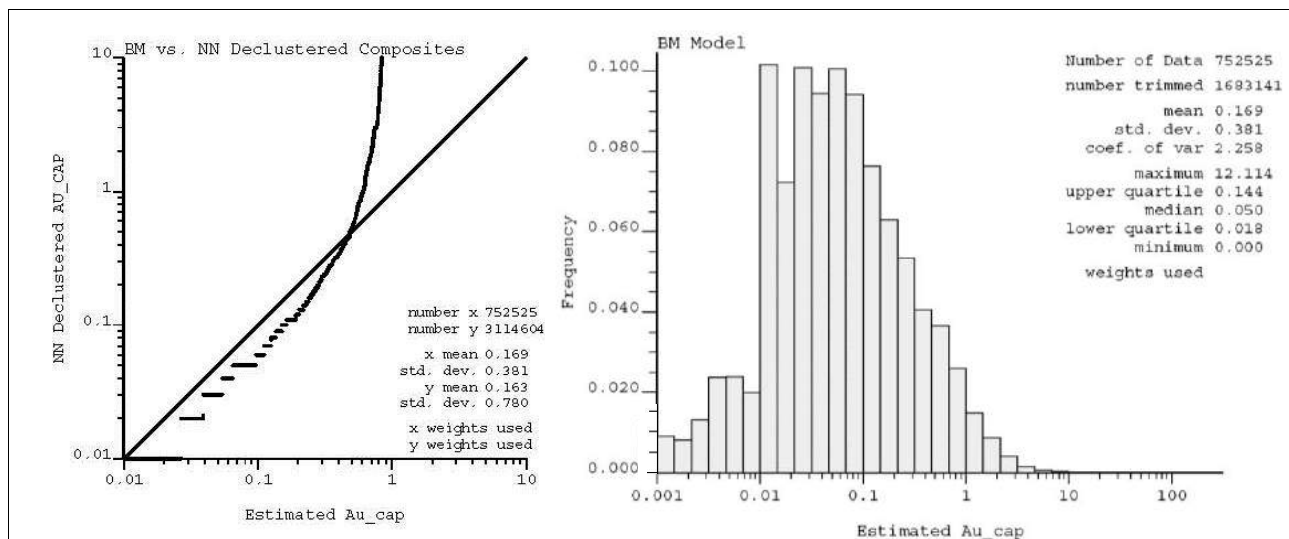 BM vs. NN Declustered Composites
10
1
0.1
0.01
NN Declustered AU_CAP
number x 752525
number y 3114604
x mean 0.169
std. dev. 0.381
y mean 0.163
std. dev. 0.780
x weights used
y weights used
0.01 0.1 1 10
Estimated Au_cap
BM Model
0.100
0.080
0.060
0.040
0.020
0.000
Frequency
Number of Data 752525
number trimmed 1683141
mean 0.169
std. dev. 0.381
coef. of var 2.258
maximum 12.114
upper quartile 0.144
median 0.050
lower quartile 0.018
minimum 0.000
weights used
0.001 0.01 0.1 1 10 100
Estimated Au_cap